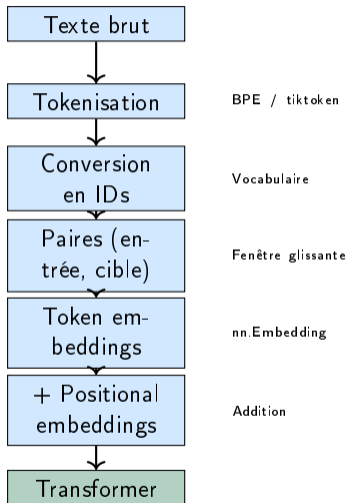 Texte brut
Tokenisation
BPE / tiktoken
Conversion
en IDs
Vocabulaire
Paires (en-
trée, cible)
Fenêtre glissante
Token em-
beddings
nn.Embedding
+ Positional
embeddings
Addition
Transformer